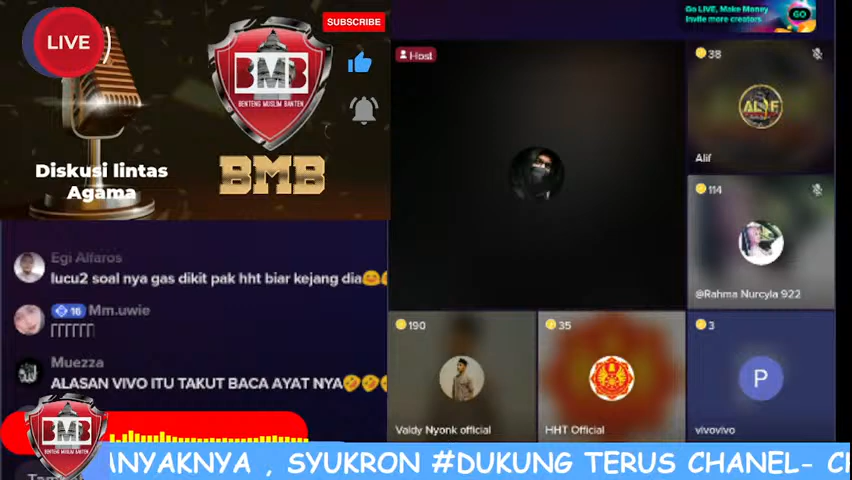 LIVE
SUBSCRIBE
BMB
BENTENG MUSLIM BANTEN
BMB
Diskusi lintas
Agama
Go LIVE, Make Money
Invite more creators
GO
Host
38
ALIF
Alif
114
@Rahma Nurcyla 922
190
Valdy Nyonk official
35
HHT Official
3
P
vivovivo
Egi Alfaros
lucu2 soal nya gas dikit pak hht biar kejang dia😂
16 Mm.uwie
Muezza
ALASAN VIVO ITU TAKUT BACA AYAT NYA🤣🤣
BMB
NYAKNYA , SYUKRON #DUKUNG TERUS CHANEL-